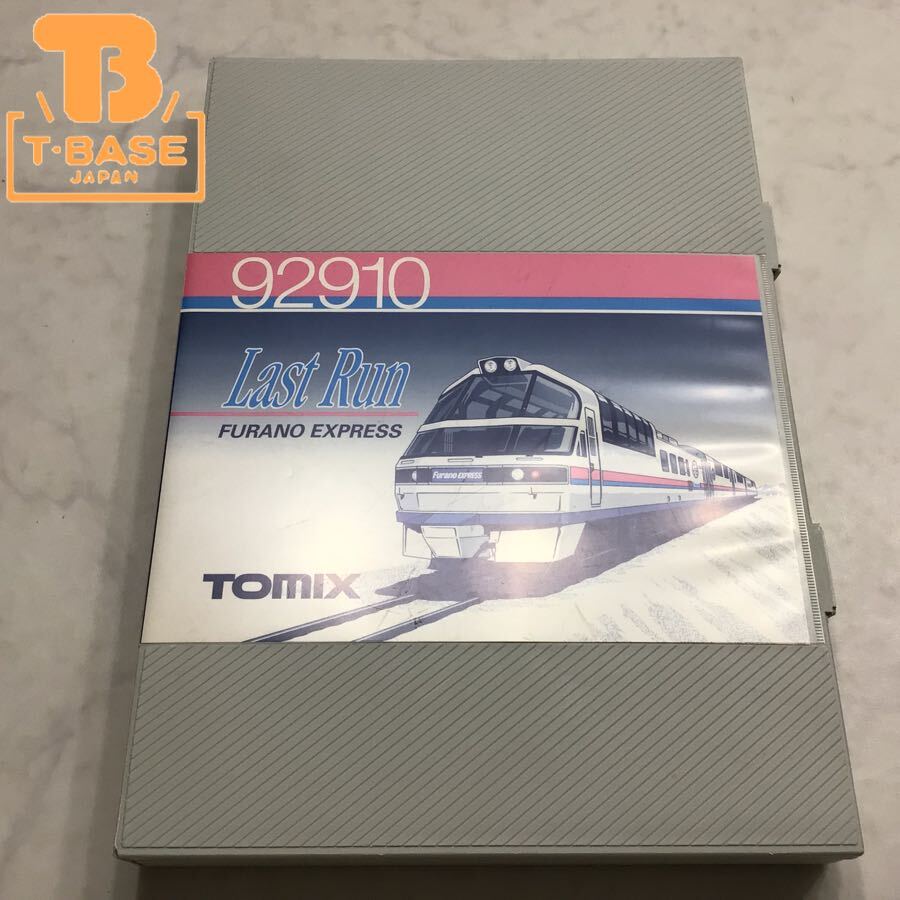 B
T·BASE
JAPAN
92910
Last Run
FURANO EXPRESS
Furano EXPRESS
TOMIX